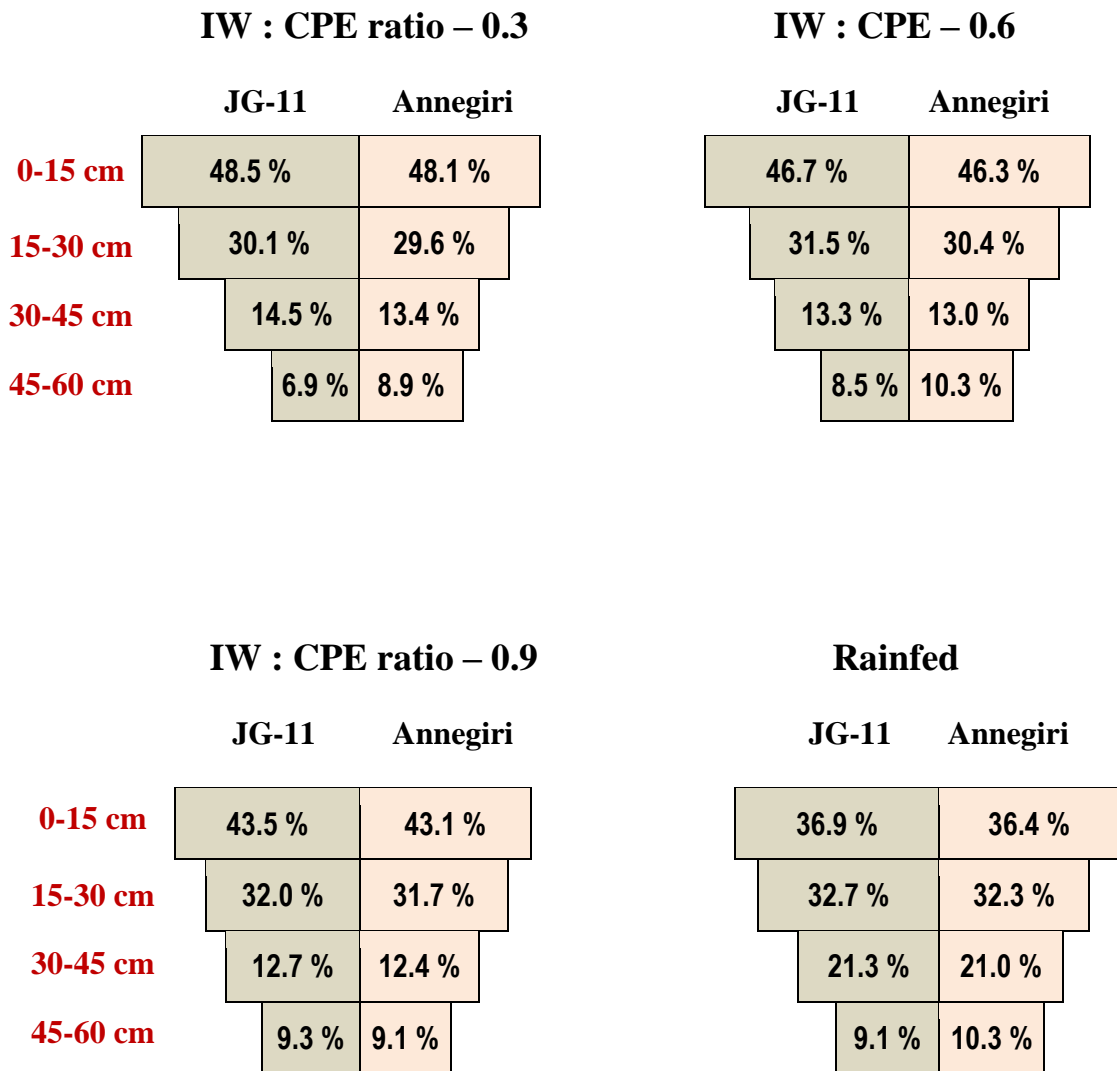 IW : CPE ratio – 0.3
IW : CPE – 0.6
JG-11 Annegiri
JG-11 Annegiri
0-15 cm 48.5 % 48.1 % 46.7 % 46.3 %
15-30 cm 30.1 % 29.6 % 31.5 % 30.4 %
30-45 cm 14.5 % 13.4 % 13.3 % 13.0 %
45-60 cm 6.9 % 8.9 % 8.5 % 10.3 %
IW : CPE ratio – 0.9
Rainfed
JG-11 Annegiri
JG-11 Annegiri
0-15 cm 43.5 % 43.1 % 36.9 % 36.4 %
15-30 cm 32.0 % 31.7 % 32.7 % 32.3 %
30-45 cm 12.7 % 12.4 % 21.3 % 21.0 %
45-60 cm 9.3 % 9.1 % 9.1 % 10.3 %